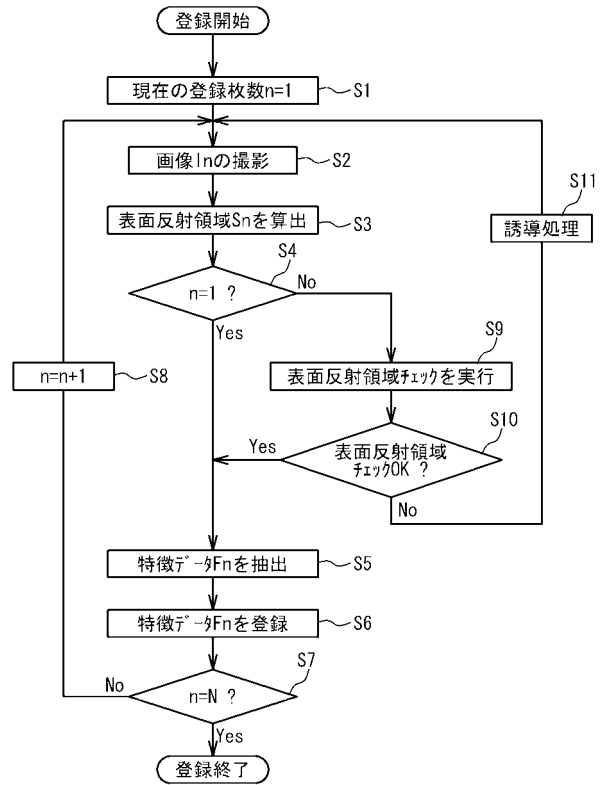 登録開始
現在の登録枚数n=1
S1
画像Inの撮影
S2
S11
誘導処理
表面反射領域Snを算出
S3
S4
n=1 ?
No
Yes
S9
表面反射領域ﾁｪｯｸを実行
n=n+1
S8
S10
表面反射領域
ﾁｪｯｸOK ?
Yes
No
特徴ﾃﾞｰﾀFnを抽出
S5
特徴ﾃﾞｰﾀFnを登録
S6
S7
n=N ?
No
Yes
登録終了